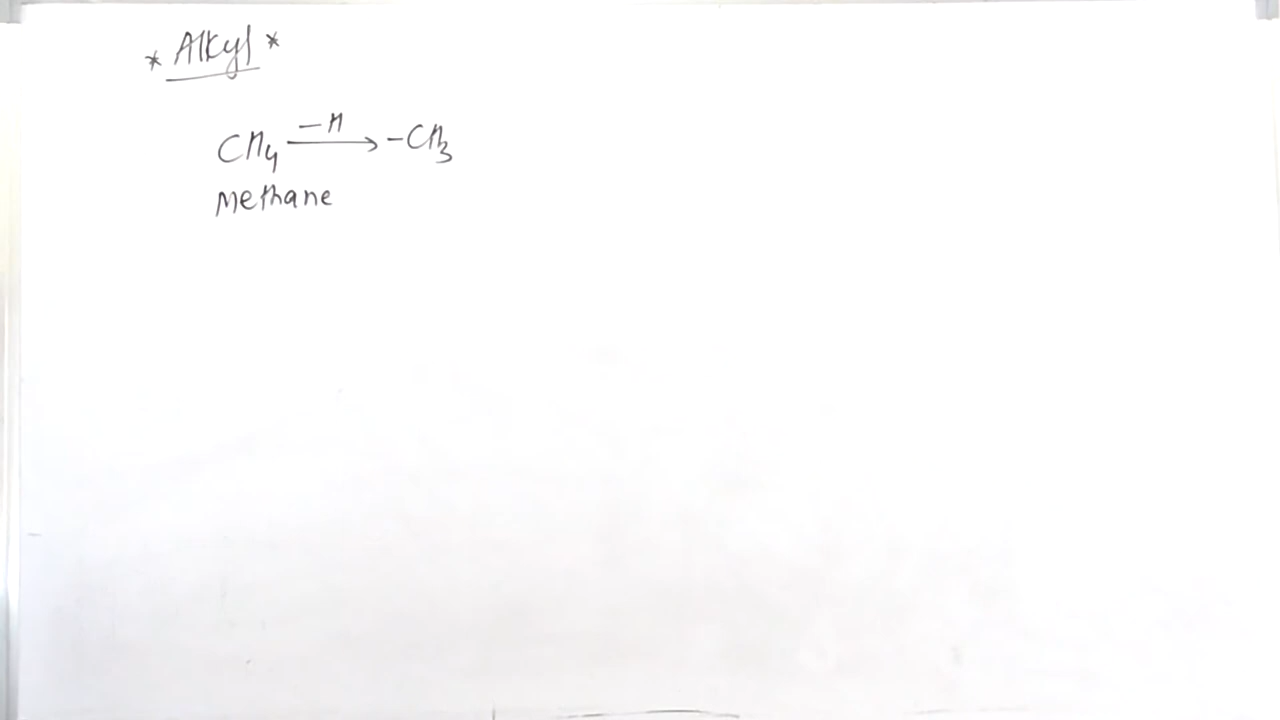 * Alkyl *
CH4 —H→ -CH3
Methane